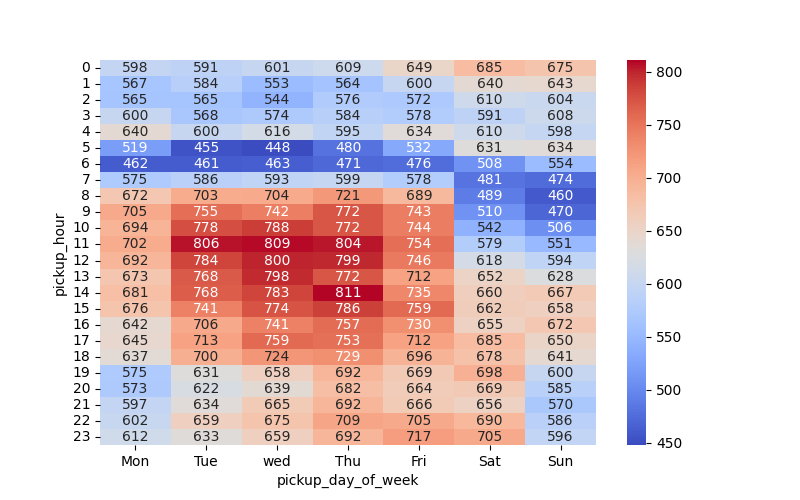 0 598 591 601 609 649 685 675
1 567 584 553 564 600 640 643
2 565 565 544 576 572 610 604
3 600 568 574 584 578 591 608
4 640 600 616 595 634 610 598
5 519 455 448 480 532 631 634
6 462 461 463 471 476 508 554
7 575 586 593 599 578 481 474
8 672 703 704 721 689 489 460
9 705 755 742 772 743 510 470
10 694 778 788 772 744 542 506
11 702 806 809 804 754 579 551
12 692 784 800 799 746 618 594
13 673 768 798 772 712 652 628
14 681 768 783 811 735 660 667
15 676 741 774 786 759 662 658
16 642 706 741 757 730 655 672
17 645 713 759 753 712 685 650
18 637 700 724 729 696 678 641
19 575 631 658 692 669 698 600
20 573 622 639 682 664 669 585
21 597 634 665 692 666 656 570
22 602 659 675 709 705 690 586
23 612 633 659 692 717 705 596
Mon Tue wed Thu Fri Sat Sun
pickup_day_of_week
pickup_hour
800
750
700
650
600
550
500
450